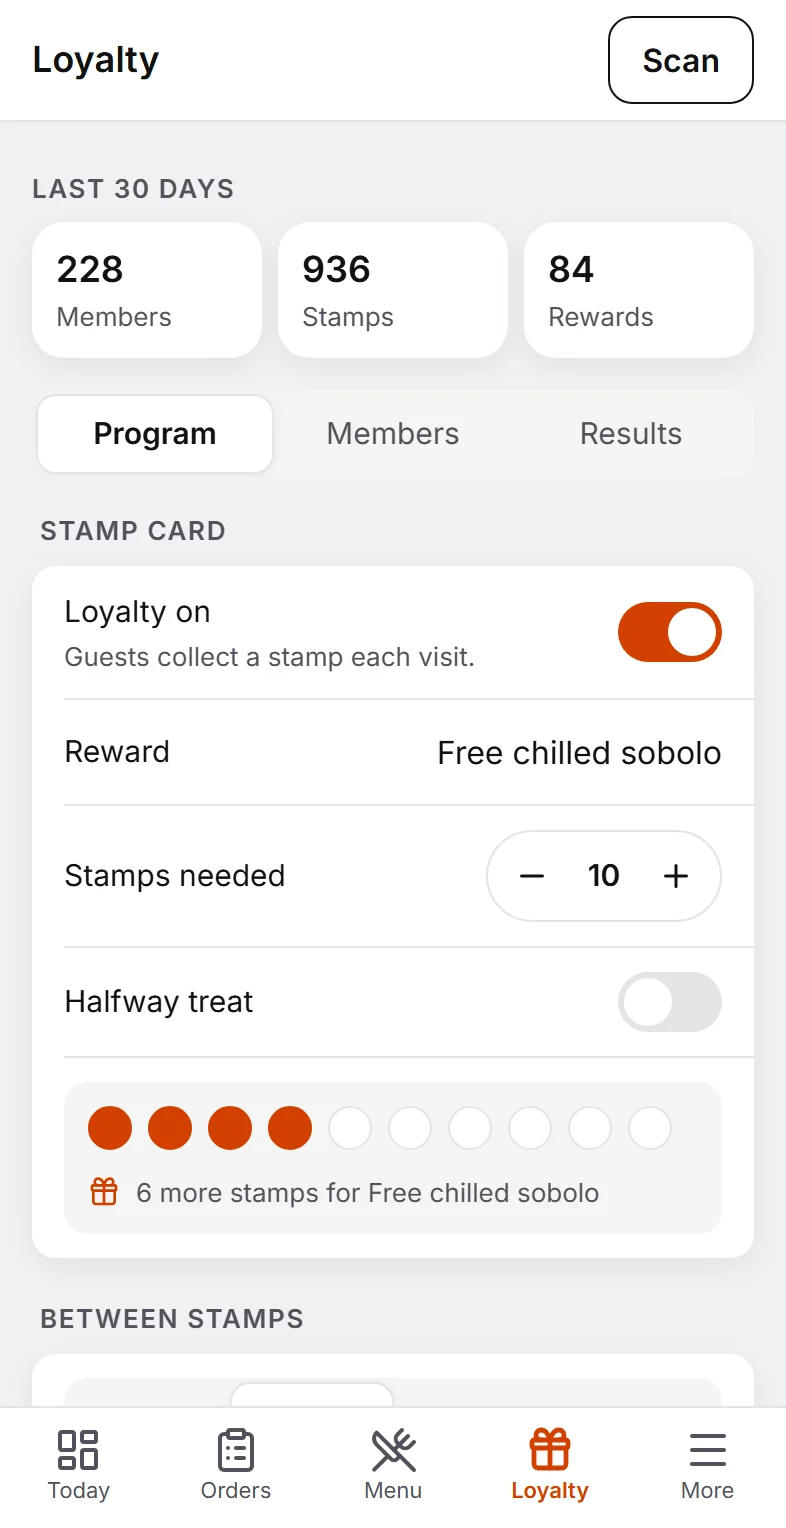 Loyalty
Scan
LAST 30 DAYS
228
Members
936
Stamps
84
Rewards
Program
Members
Results
STAMP CARD
Loyalty on
Guests collect a stamp each visit.
Reward
Free chilled sobolo
Stamps needed
10
Halfway treat
6 more stamps for Free chilled sobolo
BETWEEN STAMPS
Today
Orders
Menu
Loyalty
More